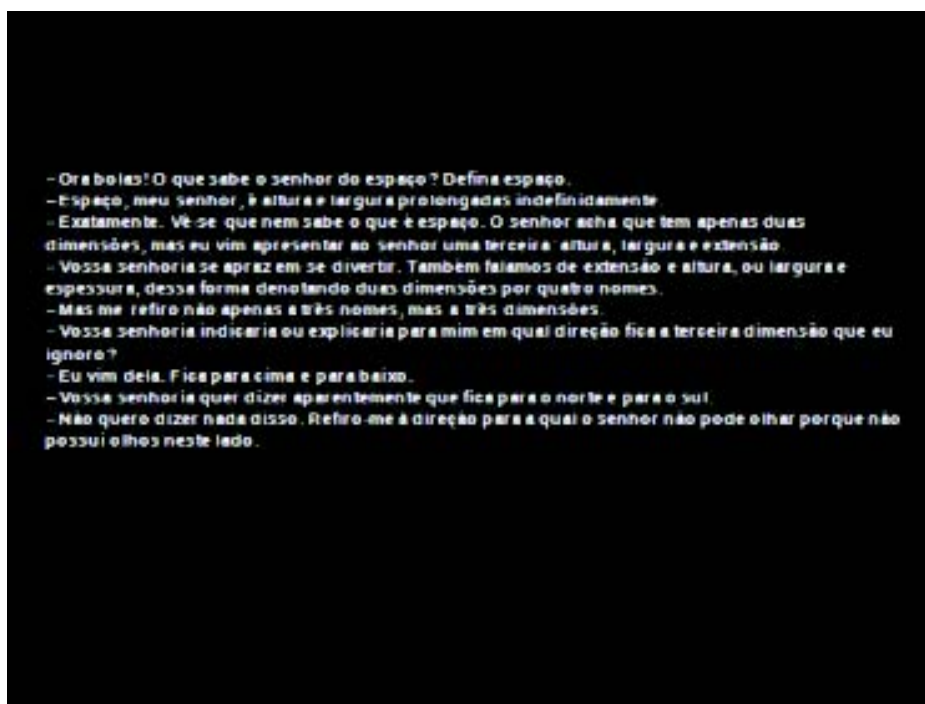 - Ora bolas! O que sabe o senhor do espaço? Defina espaço.
- Espaço, meu senhor, é altura e largura prolongadas indefinidamente.
- Exatamente. Vê-se que nem sabe o que é espaço. O senhor acha que tem apenas duas
dimensões, mas eu vim apresentar ao senhor uma terceira: altura, largura e extensão.
- Vossa senhoria se apraz em se divertir. Também falamos de extensão e altura, ou largura e
espessura, dessa forma denotando duas dimensões por quatro nomes.
- Mas me refiro não apenas a três nomes, mas a três dimensões.
- Vossa senhoria indicaria ou explicaria para mim em qual direção fica a terceira dimensão que eu
ignoro?
- Eu vim dela. Fica para cima e para baixo.
- Vossa senhoria quer dizer aparentemente que fica para o norte e para o sul.
- Não quero dizer nada disso. Refiro-me à direção para a qual o senhor não pode olhar porque não
possui olhos neste lado.